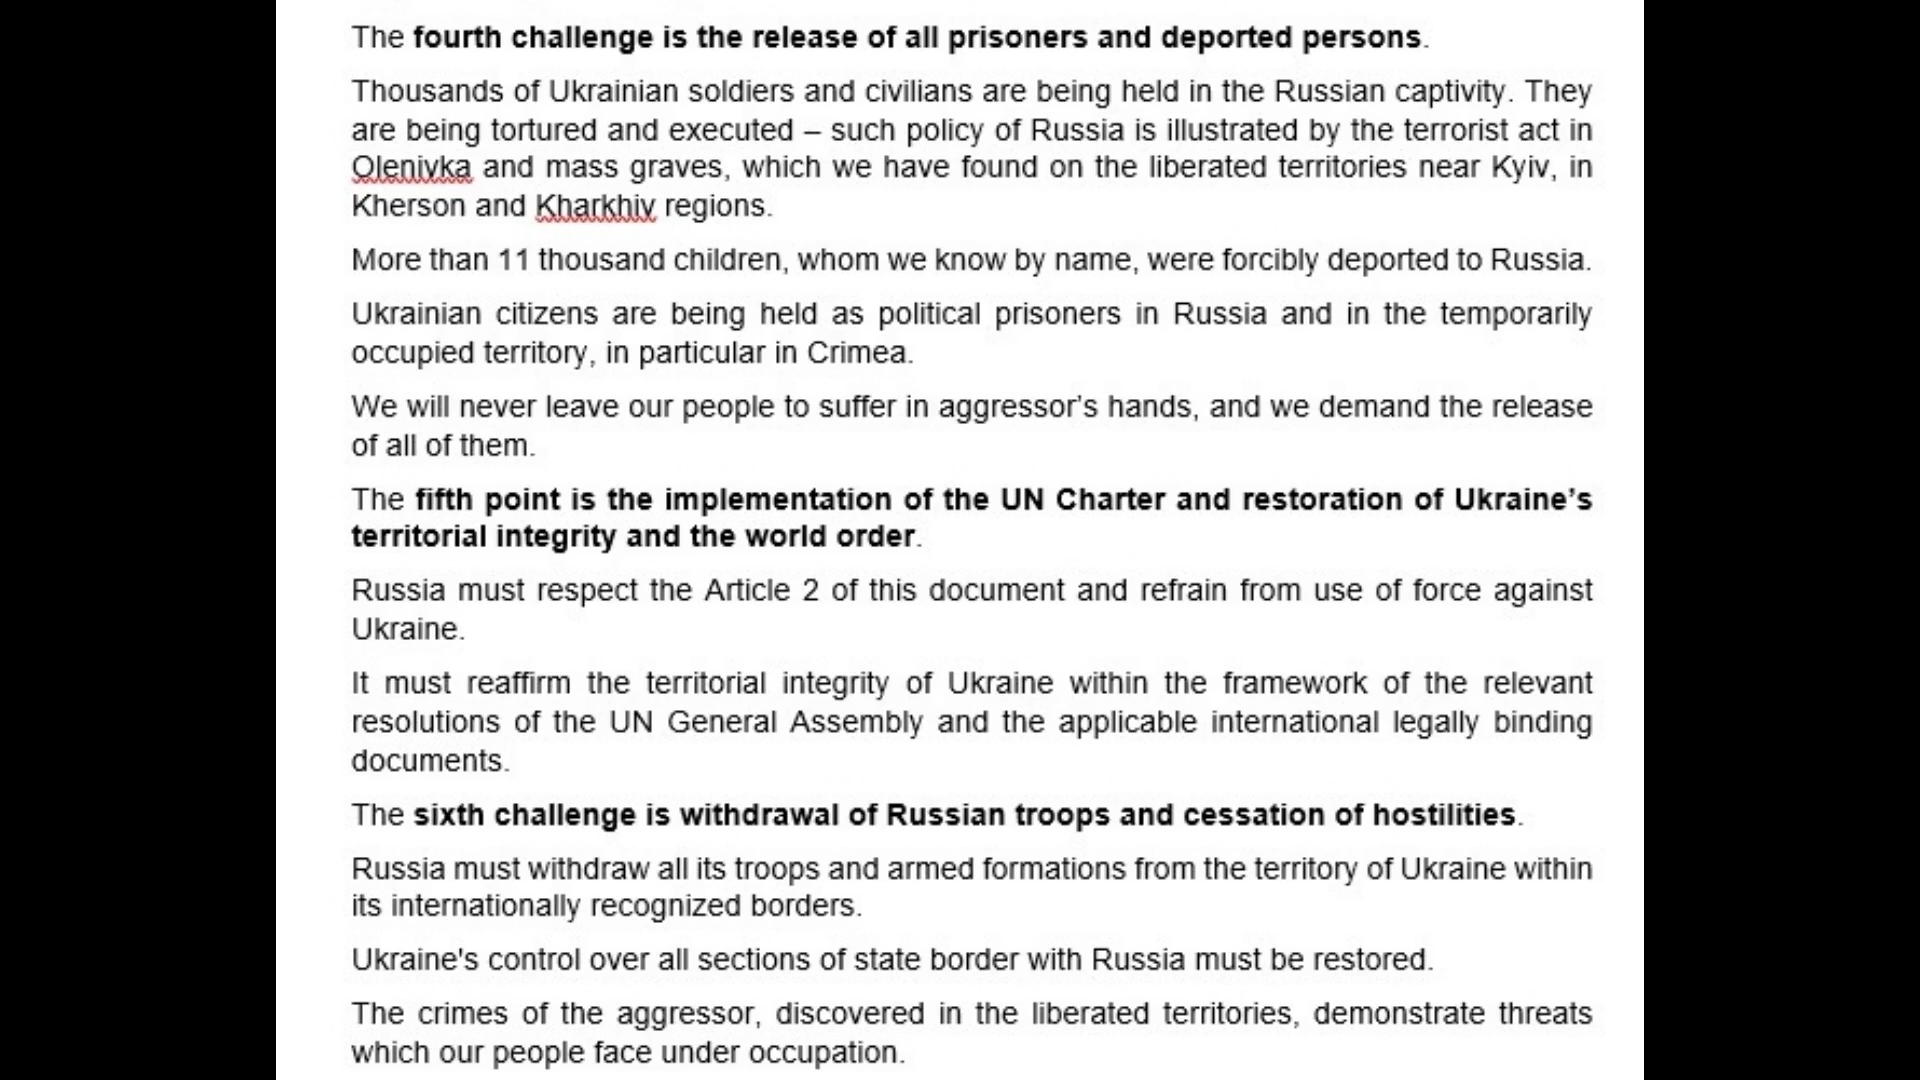 The fourth challenge is the release of all prisoners and deported persons.
Thousands of Ukrainian soldiers and civilians are being held in the Russian captivity. They
are being tortured and executed – such policy of Russia is illustrated by the terrorist act in
Olenivka and mass graves, which we have found on the liberated territories near Kyiv, in
Kherson and Kharkhiv regions.
More than 11 thousand children, whom we know by name, were forcibly deported to Russia.
Ukrainian citizens are being held as political prisoners in Russia and in the temporarily
occupied territory, in particular in Crimea.
We will never leave our people to suffer in aggressor’s hands, and we demand the release
of all of them.
The fifth point is the implementation of the UN Charter and restoration of Ukraine’s
territorial integrity and the world order.
Russia must respect the Article 2 of this document and refrain from use of force against
Ukraine.
It must reaffirm the territorial integrity of Ukraine within the framework of the relevant
resolutions of the UN General Assembly and the applicable international legally binding
documents.
The sixth challenge is withdrawal of Russian troops and cessation of hostilities.
Russia must withdraw all its troops and armed formations from the territory of Ukraine within
its internationally recognized borders.
Ukraine's control over all sections of state border with Russia must be restored.
The crimes of the aggressor, discovered in the liberated territories, demonstrate threats
which our people face under occupation.